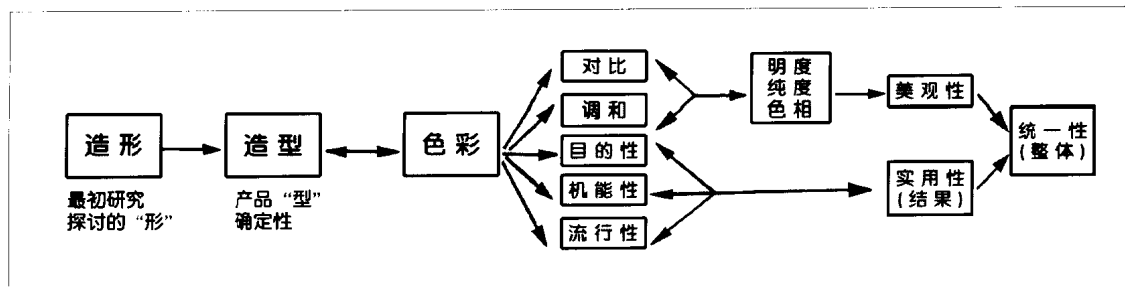 造形
最初研究
探讨的“形”
造型
产品“型”
确定性
色彩
对比
调和
目的性
机能性
流行性
明度
纯度
色相
美观性
实用性
(结果)
统一性
(整体)